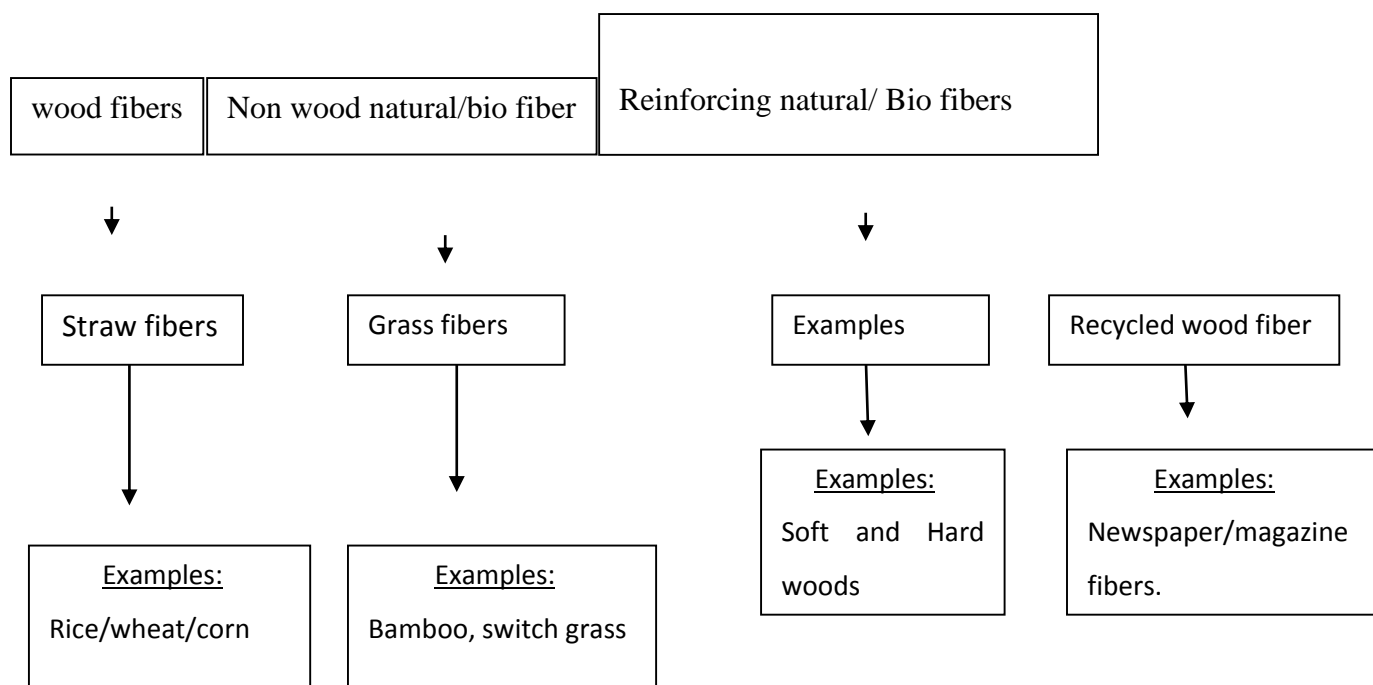 wood fibers
Non wood natural/bio fiber
Reinforcing natural/ Bio fibers
Straw fibers
Grass fibers
Examples
Recycled wood fiber
Examples:
Rice/wheat/corn
Examples:
Bamboo, switch grass
Examples:
Soft and Hard
woods
Examples:
Newspaper/magazine
fibers.